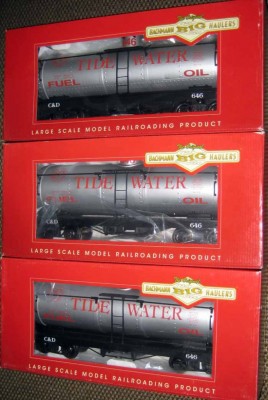 BACHMANN BIG HAULERS
TIDE WATER
FUEL OIL
C&D 646
LARGE SCALE MODEL RAILROADING PRODUCT
BACHMANN BIG HAULERS
TIDE WATER
OIL
C&D 646
LARGE SCALE MODEL RAILROADING PRODUCT
BACHMANN BIG HAULERS
TIDE WATER
C&D 646
LARGE SCALE MODEL RAILROADING PRODUCT